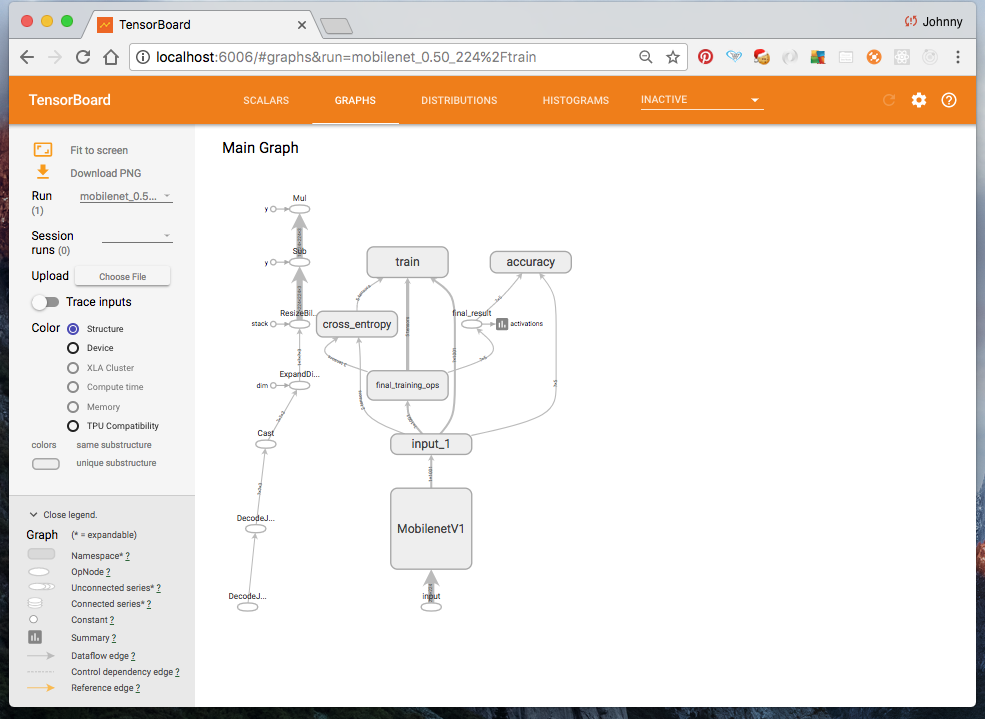 TensorBoard
Johnny
localhost:6006/#graphs&run=mobilenet_0.50_224%2Ftrain
TensorBoard
SCALARS
GRAPHS
DISTRIBUTIONS
HISTOGRAMS
INACTIVE
Fit to screen
Download PNG
Run
(1)
mobilenet_0.5...
Session
runs (0)
Upload
Choose File
Trace inputs
Color
Structure
Device
XLA Cluster
Compute time
Memory
TPU Compatibility
colors
same substructure
unique substructure
Close legend.
Graph
(* = expandable)
Namespace* ?
OpNode ?
Unconnected series* ?
Connected series* ?
Constant ?
Summary ?
Dataflow edge ?
Control dependency edge ?
Reference edge ?
Main Graph
Mul
y
Sub
y
ResizeBil...
stack
ExpandDi...
dim
Cast
DecodeJ...
DecodeJ...
train
accuracy
cross_entropy
final_result
activations
final_training_ops
input_1
MobilenetV1
input